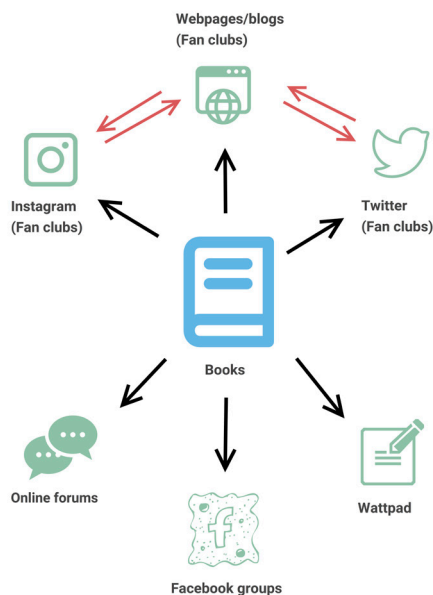 Webpages/blogs
(Fan clubs)
Instagram
(Fan clubs)
Twitter
(Fan clubs)
Books
Online forums
Wattpad
Facebook groups